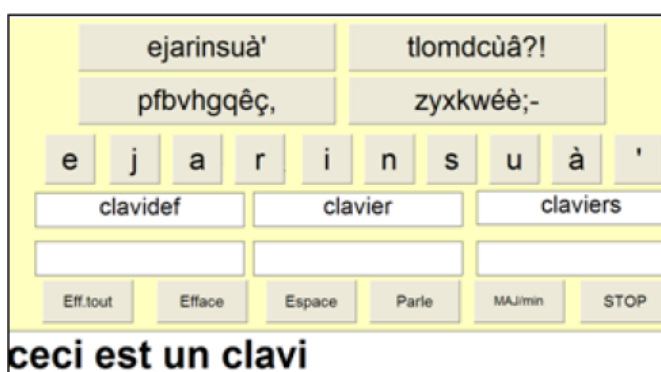 ejarinsuà' tlomdcùâ?!
pfbvhgqêç, zyxkwéè;-
e j a r i n s u à '
clavidef clavier claviers
Eff.tout Efface Espace Parle MAJ/min STOP
ceci est un clavi